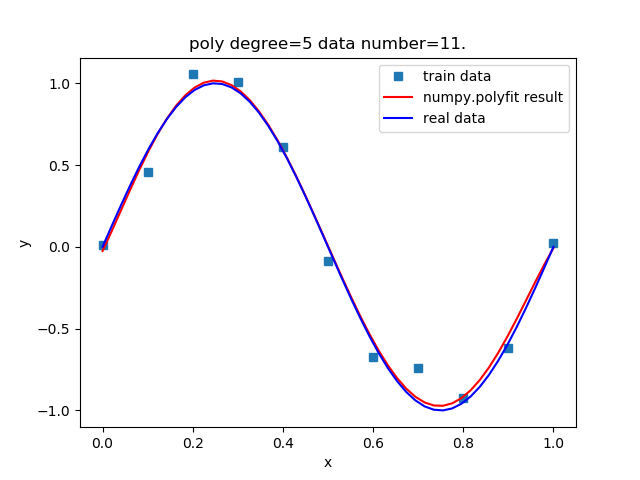 poly degree=5 data number=11.
train data
numpy.polyfit result
real data
1.0
0.5
0.0
−0.5
−1.0
y
0.0 0.2 0.4 0.6 0.8 1.0
x